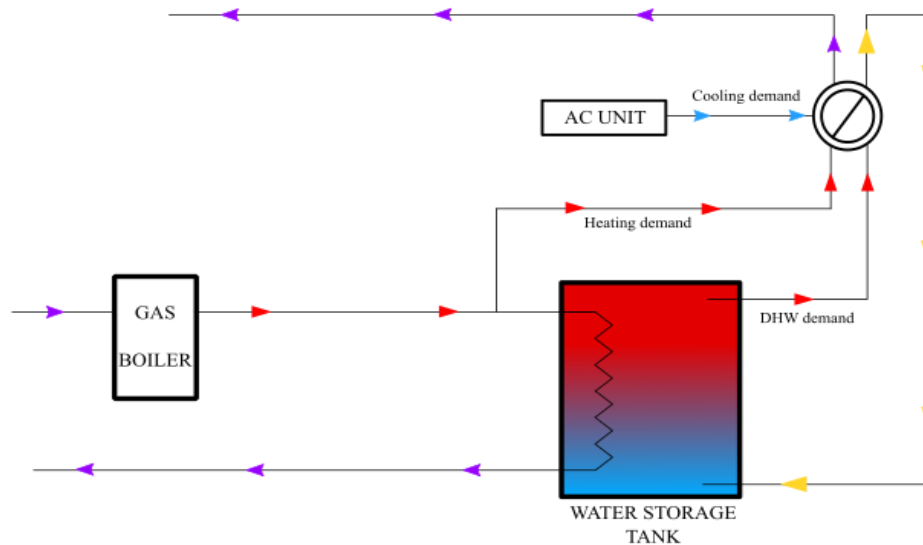 Cooling demand
AC UNIT
Heating demand
GAS
BOILER
DHW demand
WATER STORAGE
TANK